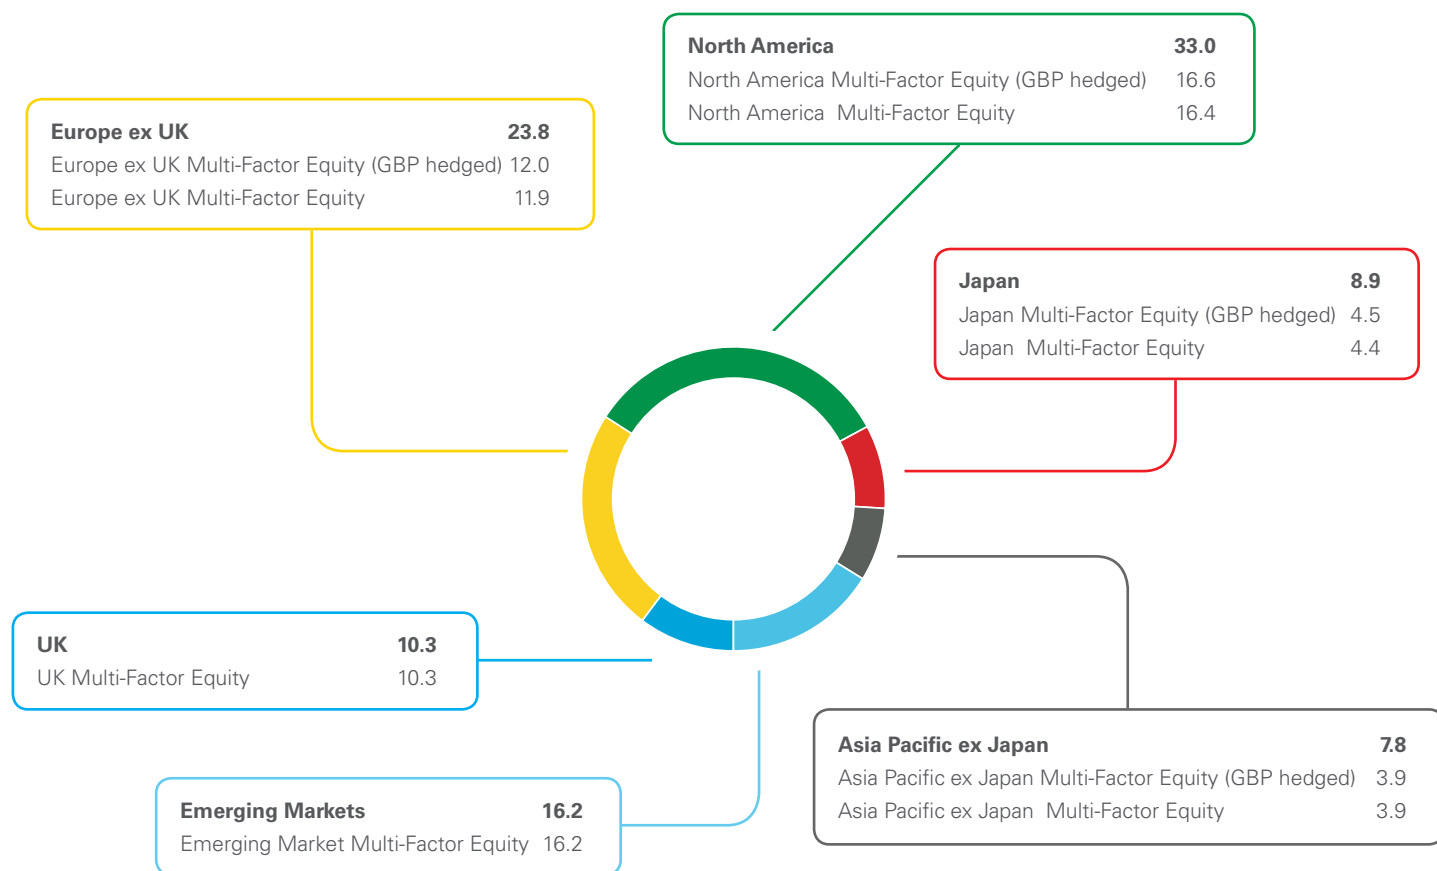 North America 33.0
North America Multi-Factor Equity (GBP hedged) 16.6
North America Multi-Factor Equity 16.4
Europe ex UK 23.8
Europe ex UK Multi-Factor Equity (GBP hedged) 12.0
Europe ex UK Multi-Factor Equity 11.9
Japan 8.9
Japan Multi-Factor Equity (GBP hedged) 4.5
Japan Multi-Factor Equity 4.4
UK 10.3
UK Multi-Factor Equity 10.3
Asia Pacific ex Japan 7.8
Asia Pacific ex Japan Multi-Factor Equity (GBP hedged) 3.9
Asia Pacific ex Japan Multi-Factor Equity 3.9
Emerging Markets 16.2
Emerging Market Multi-Factor Equity 16.2